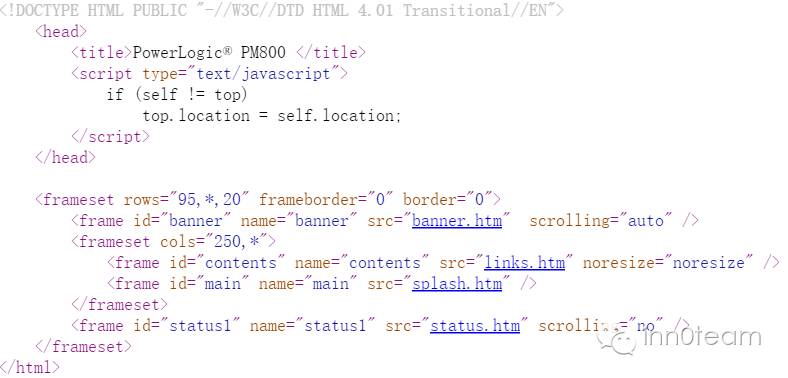 <!DOCTYPE HTML PUBLIC "-//W3C//DTD HTML 4.01 Transitional//EN">
<head>
<title>PowerLogic® PM800 </title>
<script type="text/javascript">
if (self != top)
top.location = self.location;
</script>
</head>
<frameset rows="95,*,20" frameborder="0" border="0">
<frame id="banner" name="banner" src="banner.htm" scrolling="auto" />
<frameset cols="250,*">
<frame id="contents" name="contents" src="links.htm" noresize="noresize" />
<frame id="main" name="main" src="splash.htm" />
</frameset>
<frame id="status1" name="status1" src="status.htm" scrolling="no" />
inn0team
</frameset>
</html>